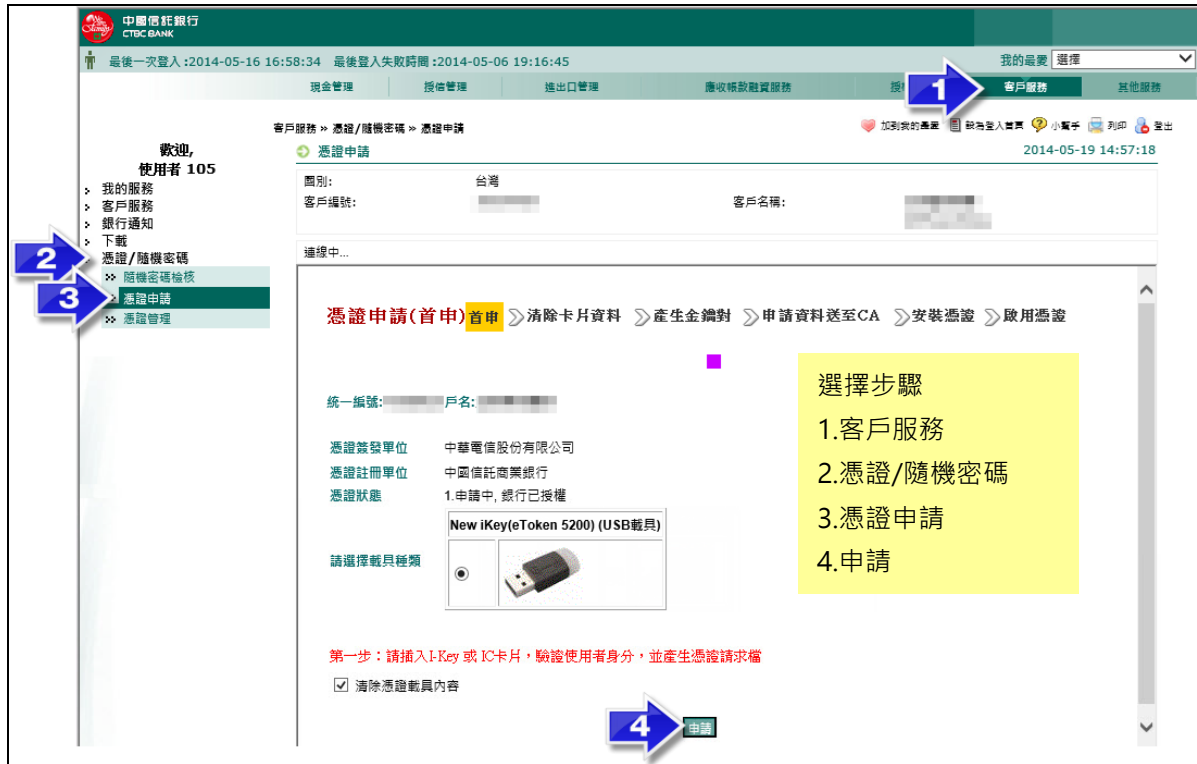 中國信託銀行
CTBC BANK
最後一次登入 :2014-05-16 16:58:34 最後登入失敗時間 :2014-05-06 19:16:45
我的最愛 選擇
現金管理 授信管理 進出口管理 應收帳款融資服務 授 1 客戶服務 其他服務
客戶服務 » 憑證/隨機密碼 » 憑證申請
加到我的最愛 設為登入首頁 小幫手 列印 登出
歡迎,
使用者 105
憑證申請 2014-05-19 14:57:18
我的服務
客戶服務
銀行通知
下載
2 憑證/隨機密碼
隨機密碼檢核
3 憑證申請
憑證管理
國別: 台灣
客戶編號: 客戶名稱:
連線中...
憑證申請(首申) 首申 清除卡片資料 產生金鑰對 申請資料送至CA 安裝憑證 啟用憑證
統一編號: 戶名:
憑證簽發單位 中華電信股份有限公司
憑證註冊單位 中國信託商業銀行
憑證狀態 1.申請中, 銀行已授權
New iKey(eToken 5200) (USB載具)
請選擇載具種類
選擇步驟
1.客戶服務
2.憑證/隨機密碼
3.憑證申請
4.申請
第一步：請插入I-Key 或 IC卡片，驗證使用者身分，並產生憑證請求檔
清除憑證載具內容
4 申請